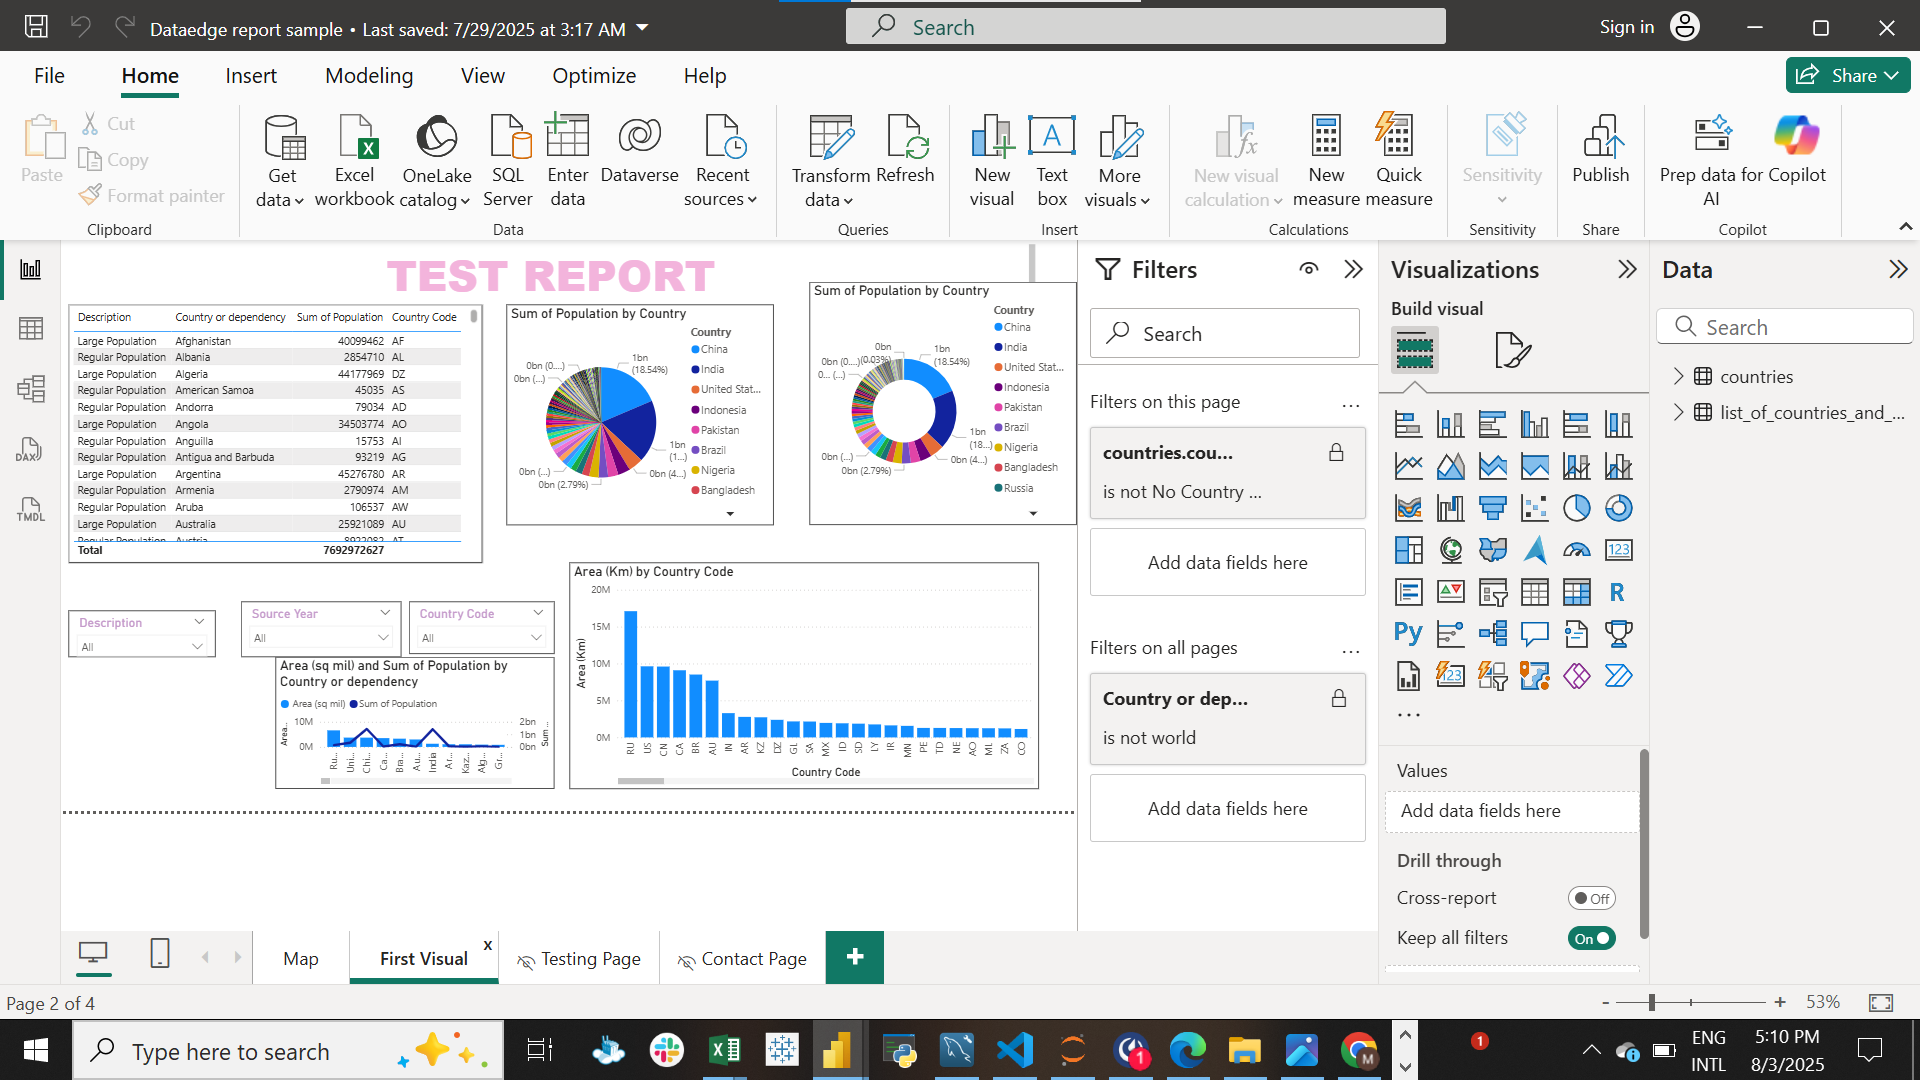 Dataedge report sample • Last saved: 7/29/2025 at 3:17 AM
Search
Sign in
File
Home
Insert
Modeling
View
Optimize
Help
Share
Paste
Cut
Copy
Format painter
Clipboard
Get data
Excel workbook
OneLake catalog
SQL Server
Enter data
Dataverse
Recent sources
Data
Transform data
Refresh
Queries
New visual
Text box
More visuals
Insert
New visual calculation
New measure
Quick measure
Calculations
Sensitivity
Sensitivity
Publish
Share
Prep data for AI
Copilot
Copilot
TEST REPORT
Description Country or dependency Sum of Population Country Code
Large Population Afghanistan 40099462 AF
Regular Population Albania 2854710 AL
Large Population Algeria 44177969 DZ
Regular Population American Samoa 45035 AS
Regular Population Andorra 79034 AD
Large Population Angola 34503774 AO
Regular Population Anguilla 15753 AI
Regular Population Antigua and Barbuda 93219 AG
Large Population Argentina 45276780 AR
Regular Population Armenia 2790974 AM
Regular Population Aruba 106537 AW
Large Population Australia 25921089 AU
Regular Population Austria 8922082 AT
Total 7692972627
Sum of Population by Country
Country
China
India
United Stat...
Indonesia
Pakistan
Brazil
Nigeria
Bangladesh
1bn
(18.54%)
1bn
(1...)
0bn (4...)
0bn (2.79%)
0bn (...)
0bn (...)
0bn (0....)
Sum of Population by Country
Country
China
India
United Stat...
Indonesia
Pakistan
Brazil
Nigeria
Bangladesh
Russia
0bn
(0.03%)
1bn
(18.54%)
1bn
(18...)
0bn (4...)
0bn (2.79%)
0bn (...)
0... (...)
0bn (0....)
Description
All
Source Year
All
Country Code
All
Area (sq mil) and Sum of Population by
Country or dependency
Area (sq mil) Sum of Population
10M
0M
Area...
2bn
1bn
0bn
Sum ...
Ru... Uni... Chi... Ca... Bra... Au... India Ar... Kaz... Alg... Gr...
Area (Km) by Country Code
20M
15M
10M
5M
0M
Area (Km)
RU US CN CA BR AU IN AR KZ DZ GL SA MX ID SD LY IR MN PE TD NE AO ML ZA CO
Country Code
Filters
Search
Filters on this page
...
countries.cou...
is not No Country ...
Add data fields here
Filters on all pages
...
Country or dep...
is not world
Add data fields here
Visualizations
Build visual
123
R
Py
123
...
Values
Add data fields here
Drill through
Cross-report
Off
Keep all filters
On
Data
Search
countries
list_of_countries_and_...
DAX
TMDL
Map
First Visual
x
Testing Page
Contact Page
+
Page 2 of 4
- + 53%
Type here to search
1
1
M
ENG
INTL
5:10 PM
8/3/2025